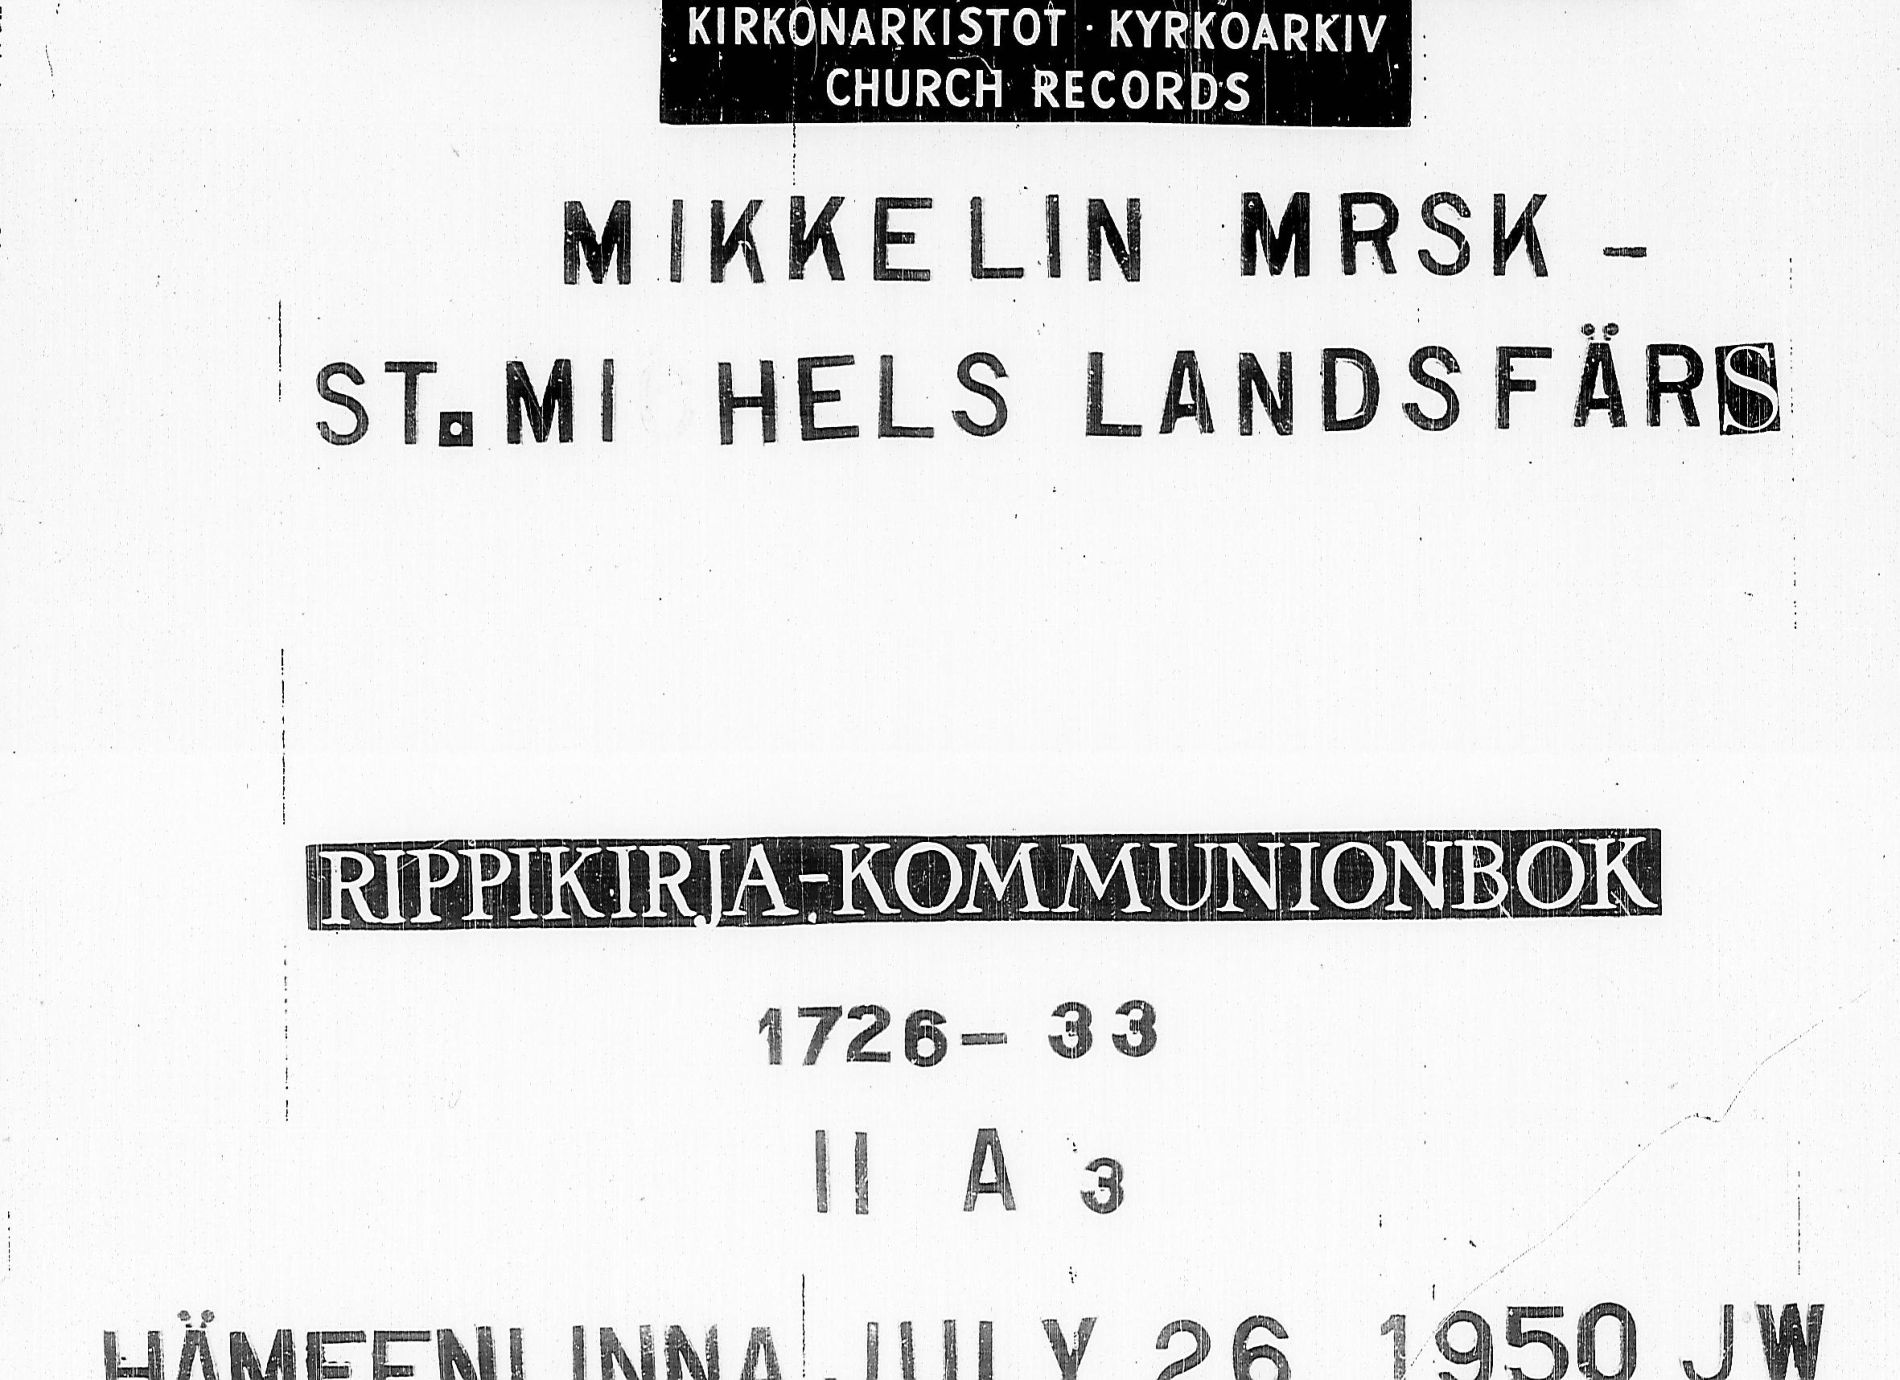 KIRKONARKISTOT · KYRKOARKIV
CHURCH RECORDS
MIKKELIN MRSK –
ST. MI HELS LANDSFÄRS
RIPPIKIRJA-KOMMUNIONBOK
1726– 33
II A 3
HÄMEENLINNA JULY 26 1950 JW